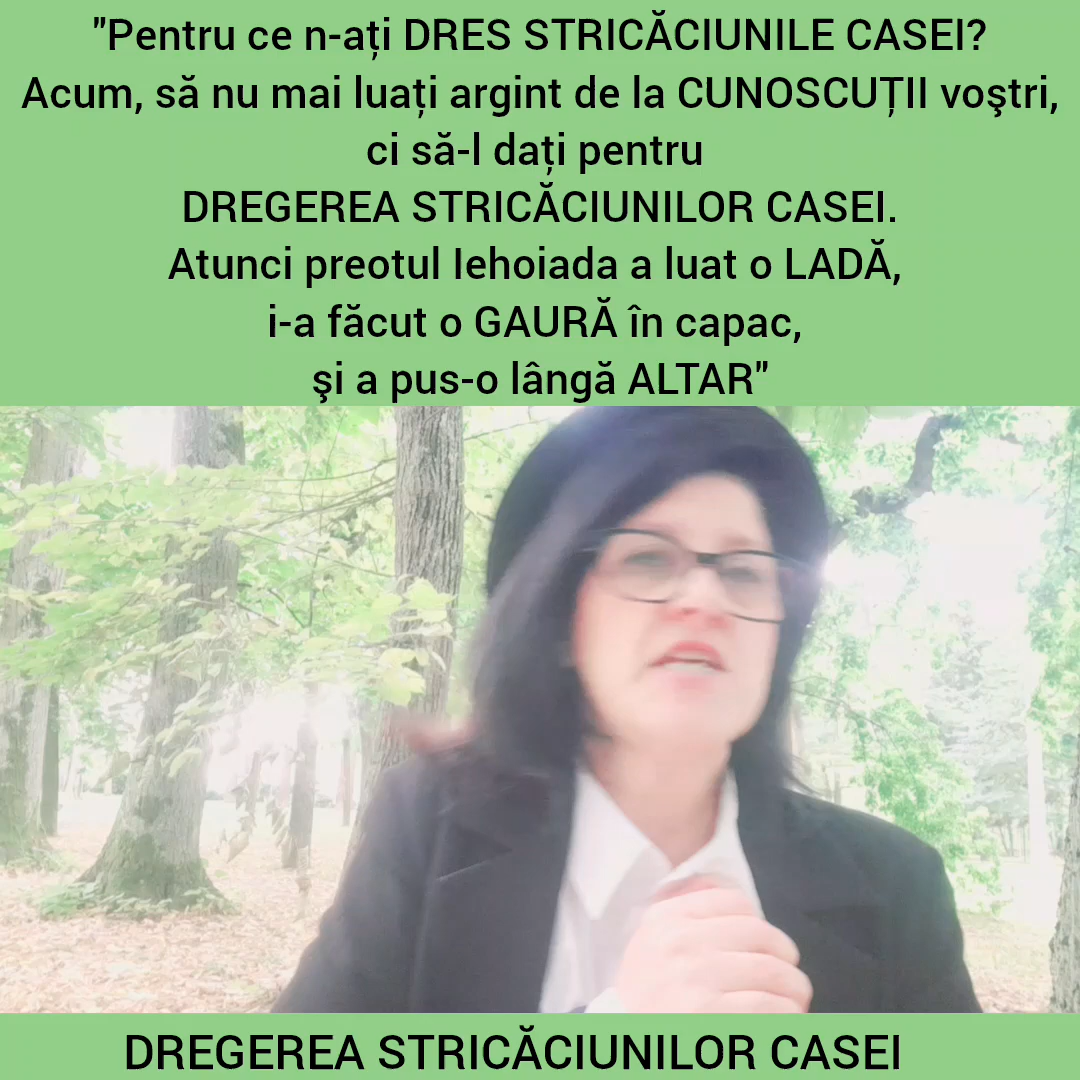 "Pentru ce n-ați DRES STRICĂCIUNILE CASEI?
Acum, să nu mai luați argint de la CUNOSCUȚII voştri,
ci să-l dați pentru
DREGEREA STRICĂCIUNILOR CASEI.
Atunci preotul Iehoiada a luat o LADĂ,
i-a făcut o GAURĂ în capac,
şi a pus-o lângă ALTAR"
DREGEREA STRICĂCIUNILOR CASEI